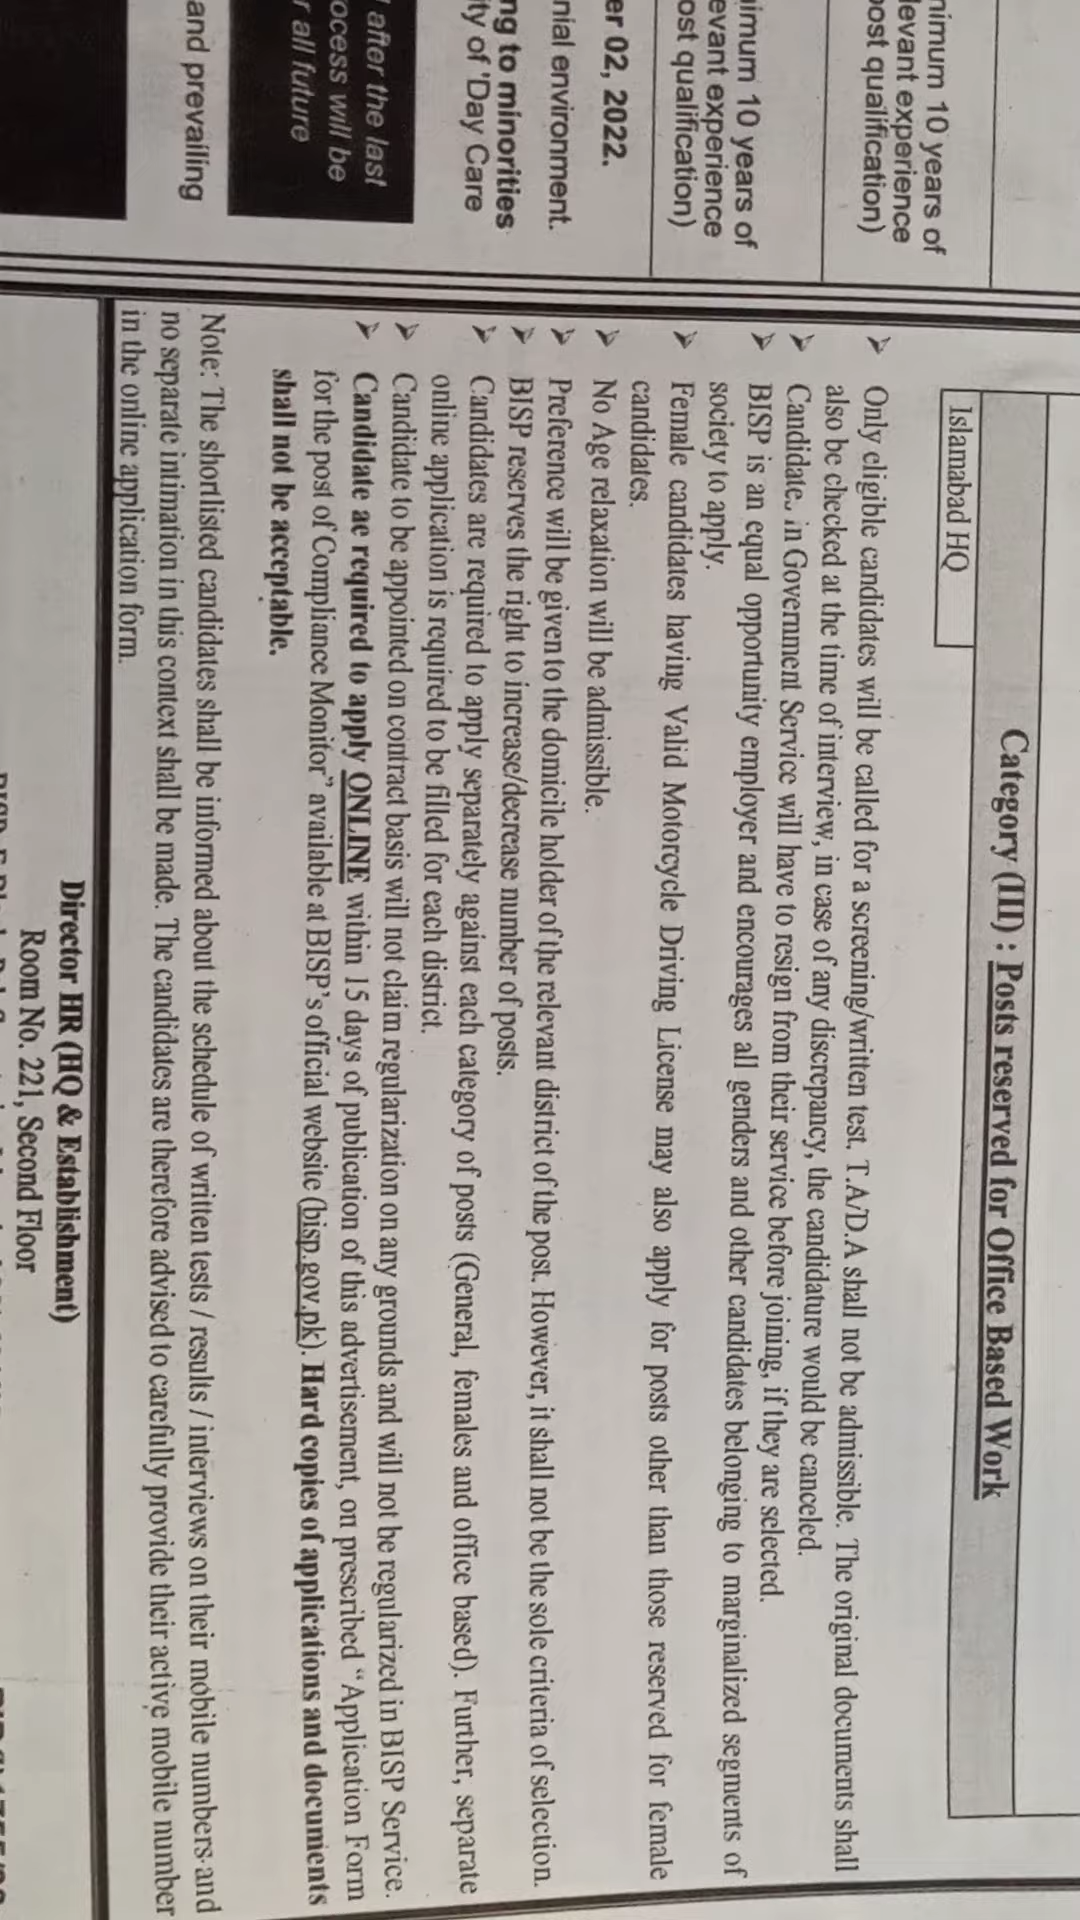 nimum 10 years of
levant experience
post qualification)
nimum 10 years of
evant experience
ost qualification)
er 02, 2022.
nial environment.
ng to minorities
ity of 'Day Care
after the last
ocess will be
r all future
and prevailing
Category (III) : Posts reserved for Office Based Work
Islamabad HQ
➤ Only eligible candidates will be called for a screening/written test. T.A/D.A shall not be admissible. The original documents shall
also be checked at the time of interview, in case of any discrepancy, the candidature would be canceled.
➤ Candidate in Government Service will have to resign from their service before joining, if they are selected.
➤ BISP is an equal opportunity employer and encourages all genders and other candidates belonging to marginalized segments of
society to apply.
➤ Female candidates having Valid Motorcycle Driving License may also apply for posts other than those reserved for female
candidates.
➤ No Age relaxation will be admissible.
➤ Preference will be given to the domicile holder of the relevant district of the post. However, it shall not be the sole criteria of selection.
➤ BISP reserves the right to increase/decrease number of posts.
➤ Candidates are required to apply separately against each category of posts (General, females and office based). Further, separate
online application is required to be filled for each district.
➤ Candidate to be appointed on contract basis will not claim regularization on any grounds and will not be regularized in BISP Service.
➤ Candidate ae required to apply ONLINE within 15 days of publication of this advertisement, on prescribed "Application Form
for the post of Compliance Monitor" available at BISP's official website (bisp.gov.pk). Hard copies of applications and documents
shall not be acceptable.
Note: The shortlisted candidates shall be informed about the schedule of written tests / results / interviews on their mobile numbers and
no separate intimation in this context shall be made. The candidates are therefore advised to carefully provide their active mobile number
in the online application form.
Director HR (HQ & Establishment)
Room No. 221, Second Floor